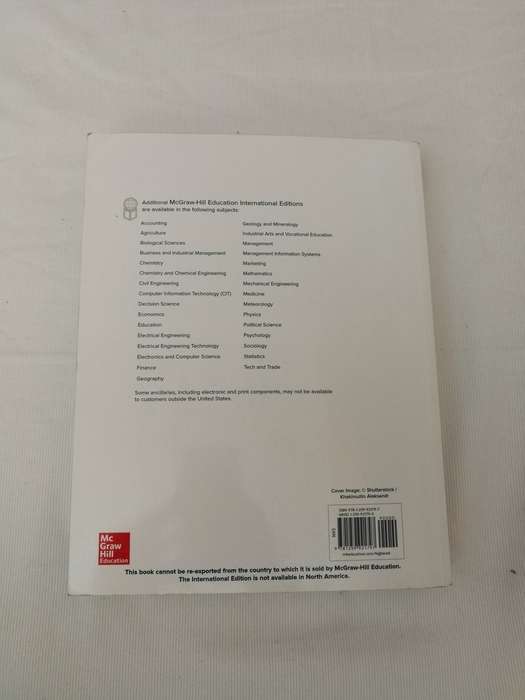 Additional McGraw-Hill Education International Editions
are available in the following subjects:
Accounting
Agriculture
Biological Sciences
Business and Industrial Management
Chemistry
Chemistry and Chemical Engineering
Civil Engineering
Computer Information Technology (CIT)
Decision Science
Economics
Education
Electrical Engineering
Electrical Engineering Technology
Electronics and Computer Science
Finance
Geography
Geology and Mineralogy
Industrial Arts and Vocational Education
Management
Management Information Systems
Marketing
Mathematics
Mechanical Engineering
Medicine
Meteorology
Physics
Political Science
Psychology
Sociology
Statistics
Tech and Trade
Some ancillaries, including electronic and print components, may not be available
to customers outside the United States.
Cover Image: © Shutterstock /
Khakimullin Aleksandr
Mc
Graw
Hill
Education
This book cannot be re-exported from the country to which it is sold by McGraw-Hill Education.
The International Edition is not available in North America.